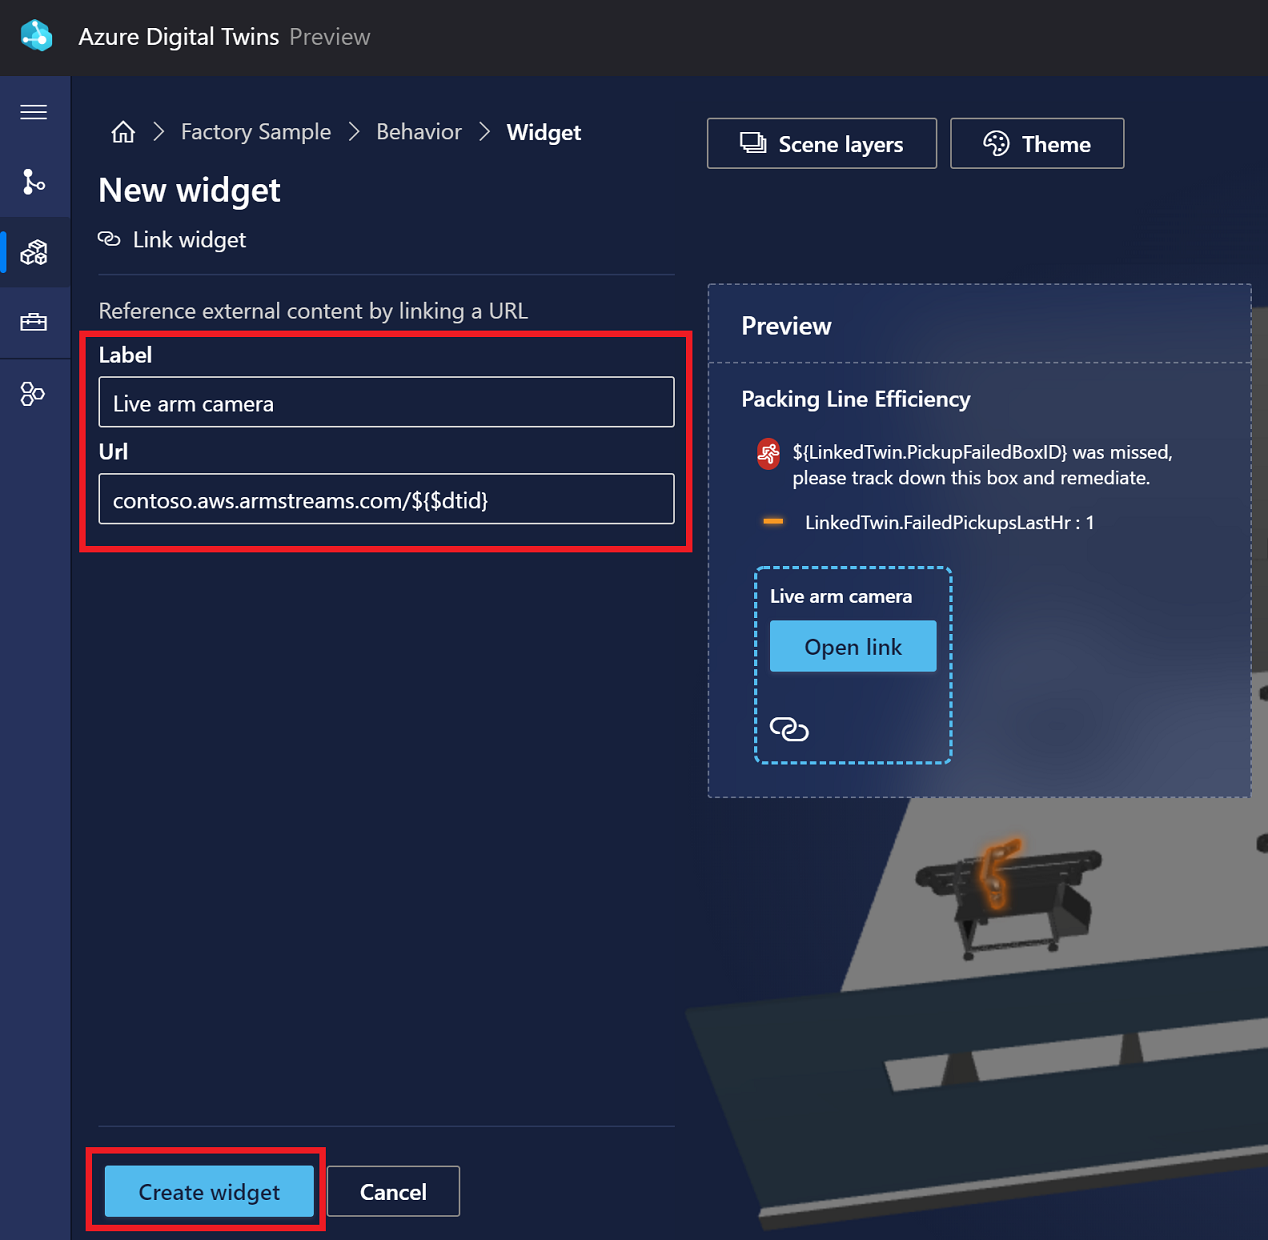 Azure Digital Twins Preview
Factory Sample Behavior Widget
Scene layers
Theme
New widget
Link widget
Reference external content by linking a URL
Label
Live arm camera
Url
contoso.aws.armstreams.com/${$dtid}
Preview
Packing Line Efficiency
${LinkedTwin.PickupFailedBoxID} was missed,
please track down this box and remediate.
LinkedTwin.FailedPickupsLastHr : 1
Live arm camera
Open link
Create widget
Cancel